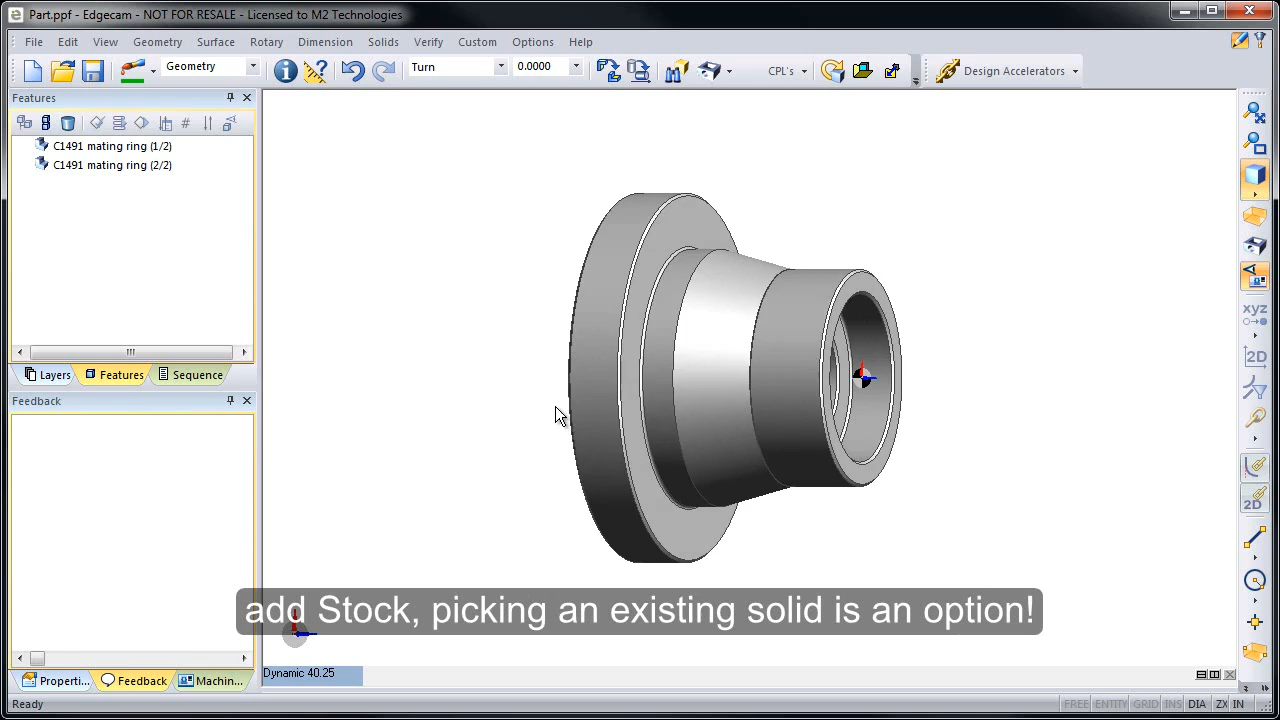 Part.ppf - Edgecam - NOT FOR RESALE - Licensed to M2 Technologies
File Edit View Geometry Surface Rotary Dimension Solids Verify Custom Options Help
Geometry Turn 0.0000 CPL's Design Accelerators
Features
C1491 mating ring (1/2)
C1491 mating ring (2/2)
xyz
2D
2D
Layers Features Sequence
Feedback
add Stock, picking an existing solid is an option!
Dynamic 40.25
Properti... Feedback Machin...
Ready FREE ENTITY GRID INS DIA ZX IN